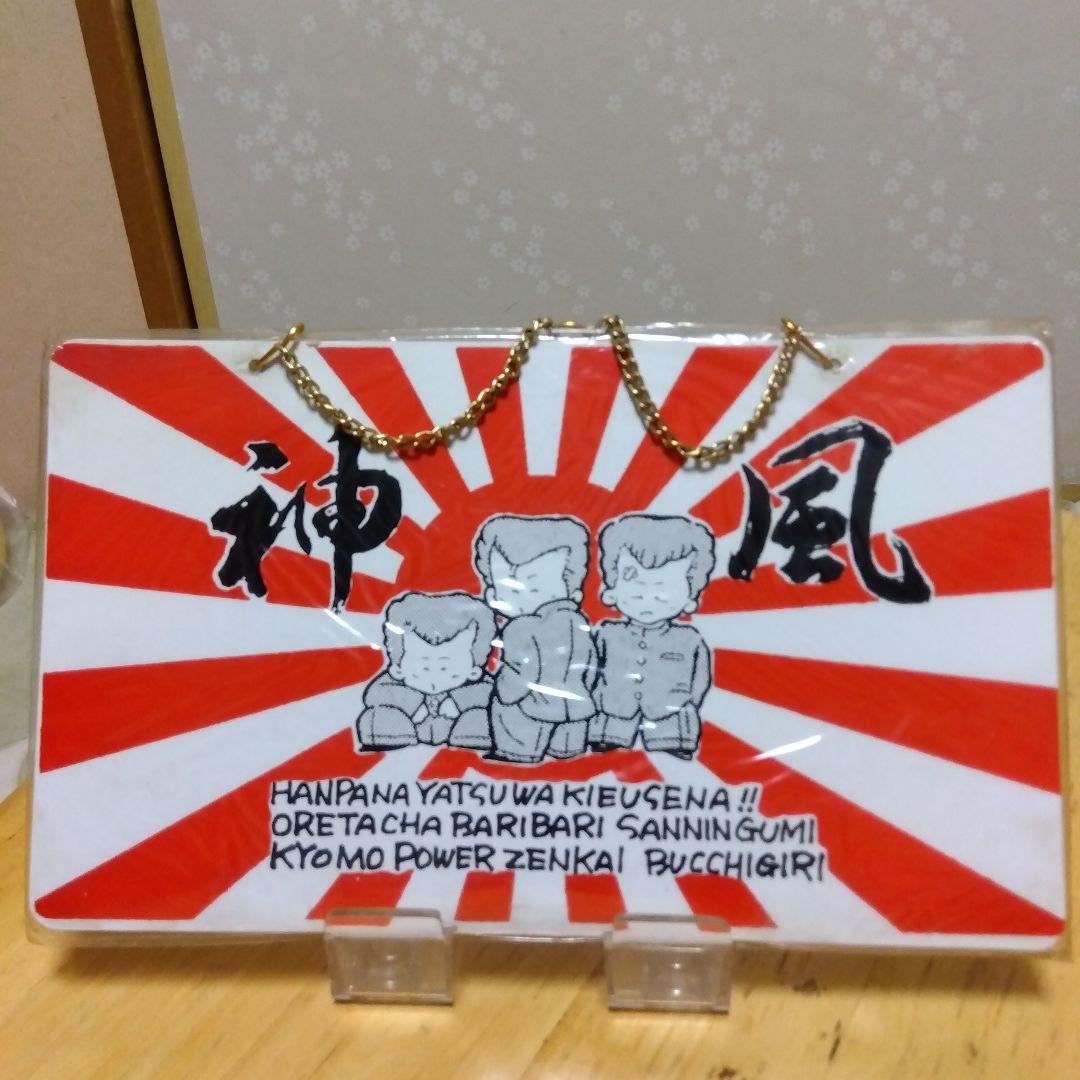 神風
HANPANA YATSU WA KIEUSENA!!
ORETACHA BARIBARI SANNINGUMI
KYOMO POWER ZENKAI BUCCHIGIRI